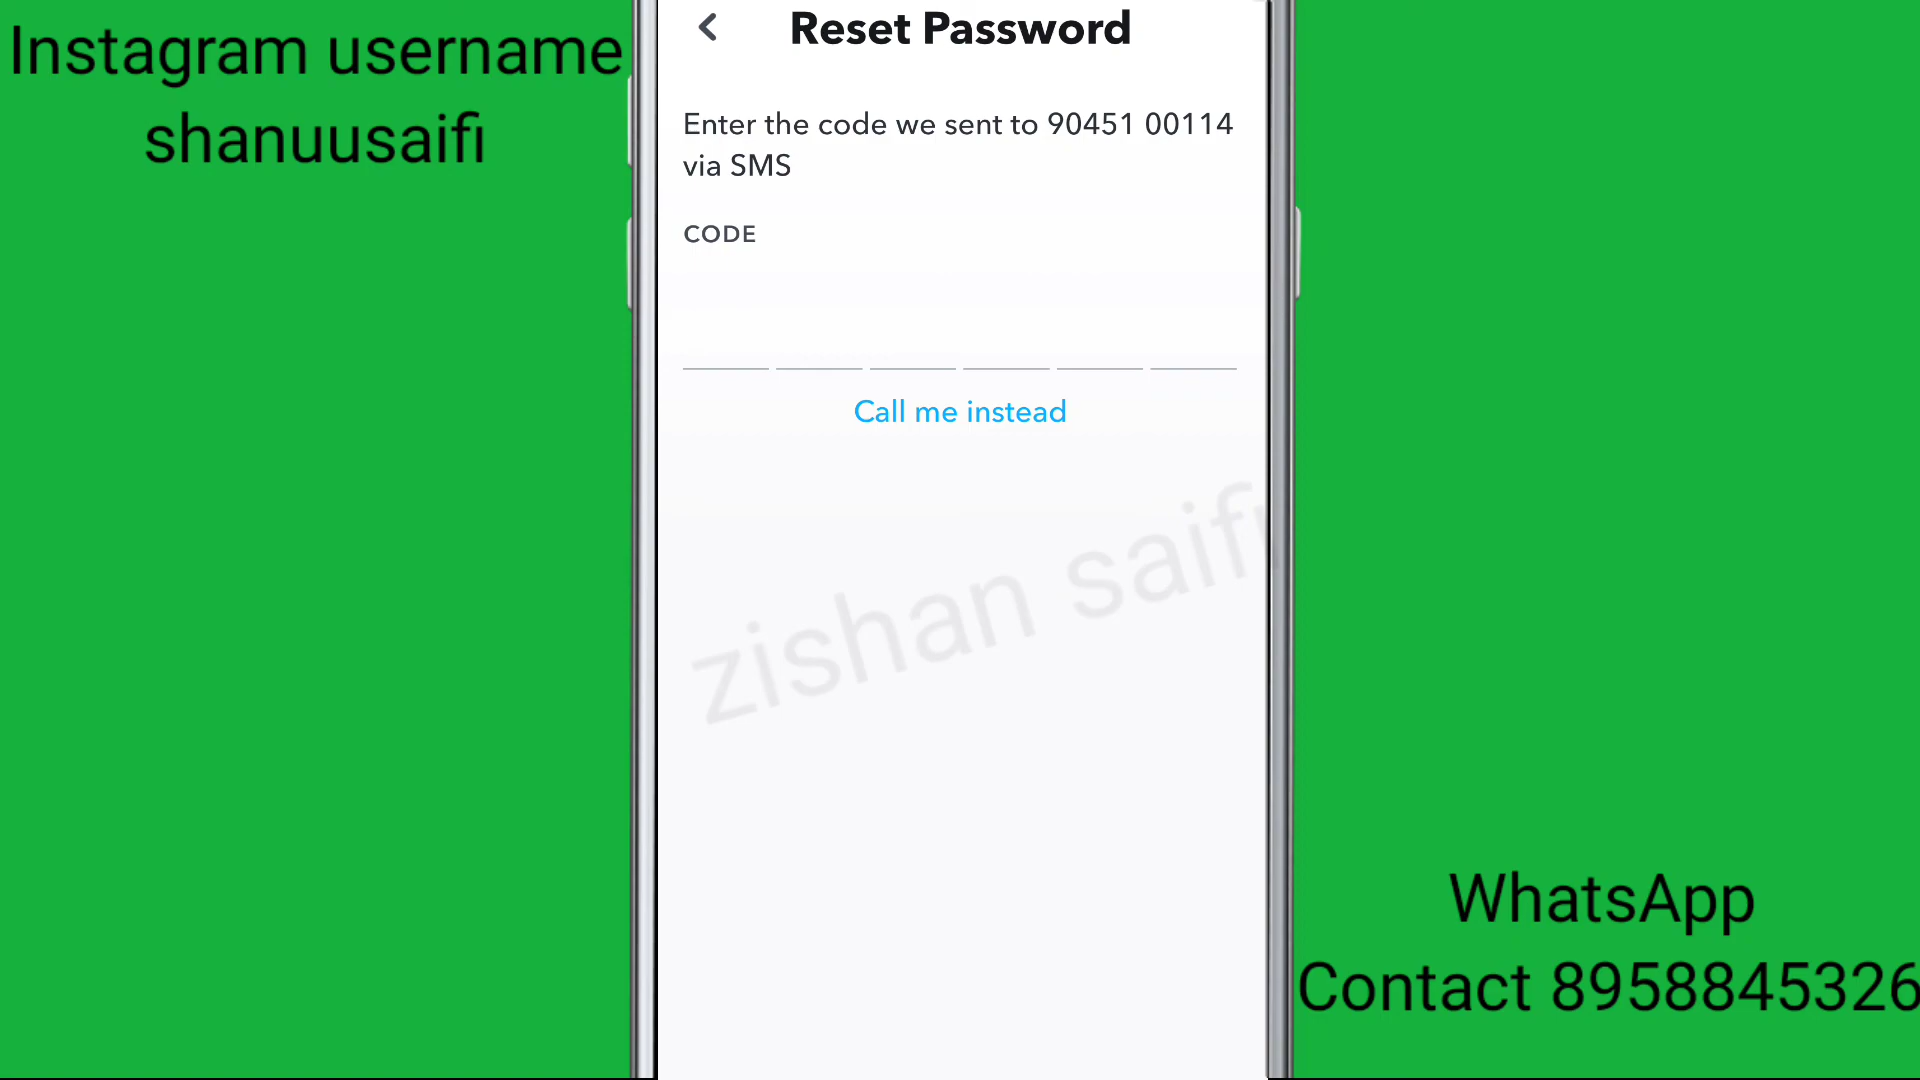 Instagram username
shanuusaifi
Reset Password
Enter the code we sent to 90451 00114
via SMS
CODE
Call me instead
zishan saifi
WhatsApp
Contact 8958845326